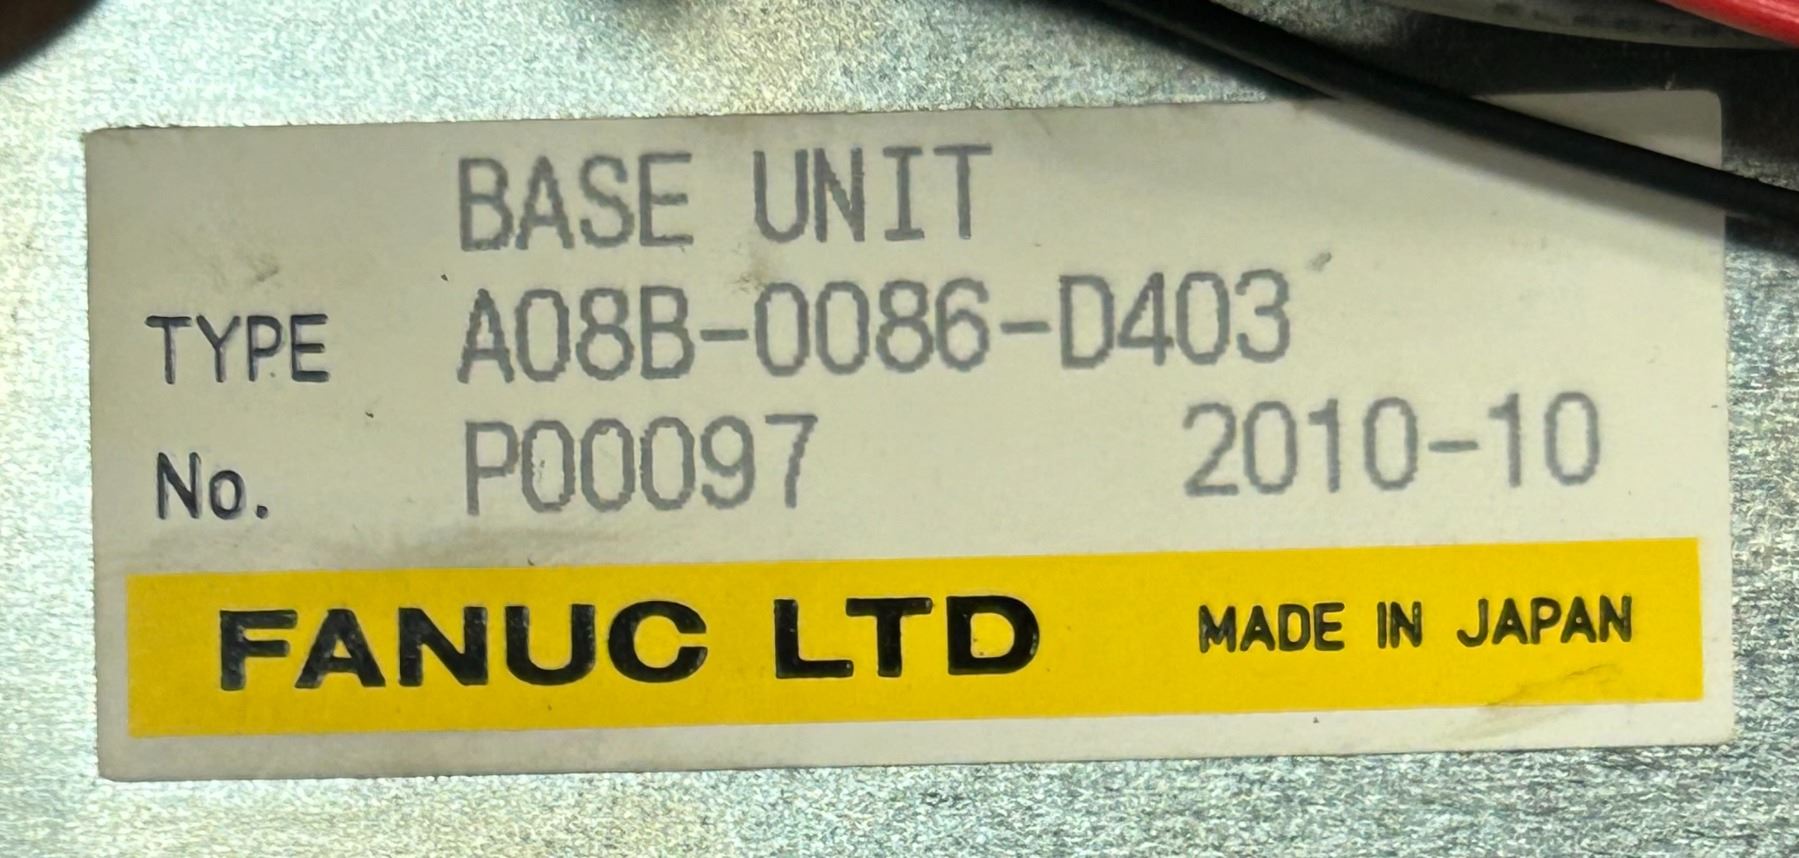 BASE UNIT
TYPE A08B-0086-D403
No. P00097 2010-10
FANUC LTD MADE IN JAPAN